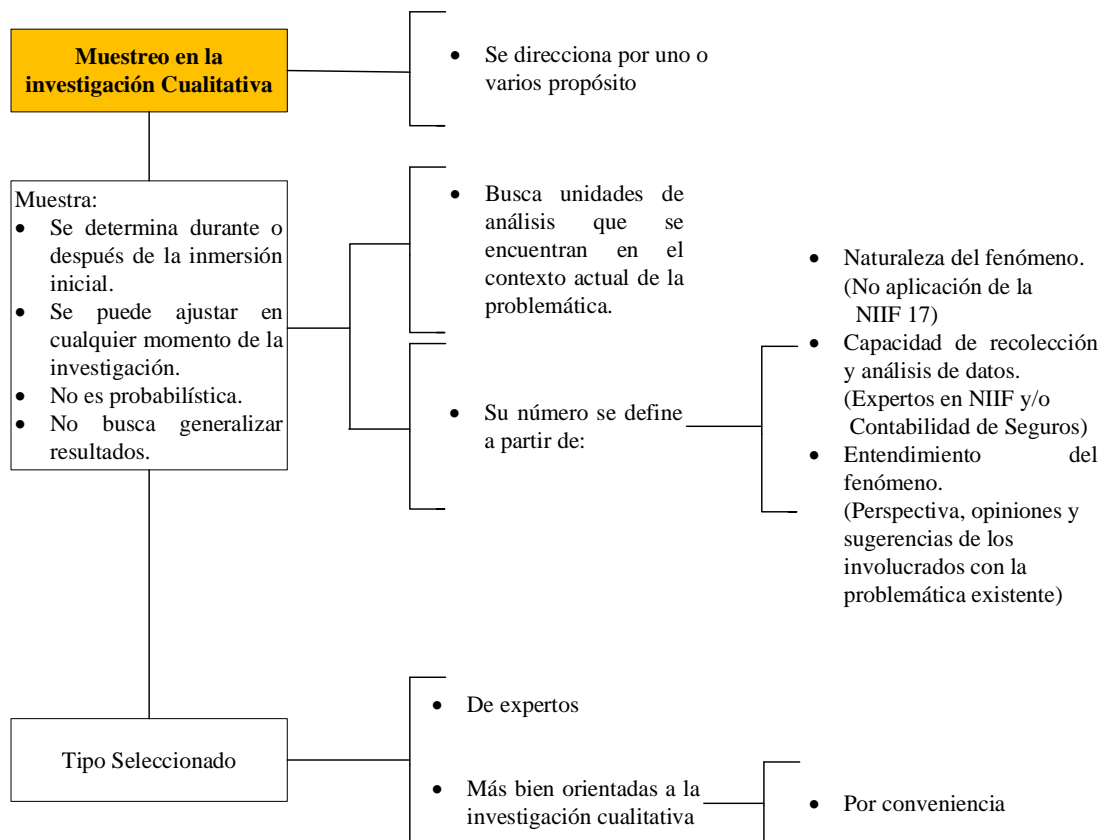 Muestreo en la
investigación Cualitativa
• Se direcciona por uno o
varios propósito
Muestra:
• Se determina durante o
después de la inmersión
inicial.
• Se puede ajustar en
cualquier momento de la
investigación.
• No es probabilística.
• No busca generalizar
resultados.
• Busca unidades de
análisis que se
encuentran en el
contexto actual de la
problemática.
• Su número se define
a partir de:
• Naturaleza del fenómeno.
(No aplicación de la
NIIF 17)
• Capacidad de recolección
y análisis de datos.
(Expertos en NIIF y/o
Contabilidad de Seguros)
• Entendimiento del
fenómeno.
(Perspectiva, opiniones y
sugerencias de los
involucrados con la
problemática existente)
Tipo Seleccionado
• De expertos
• Más bien orientadas a la
investigación cualitativa
• Por conveniencia